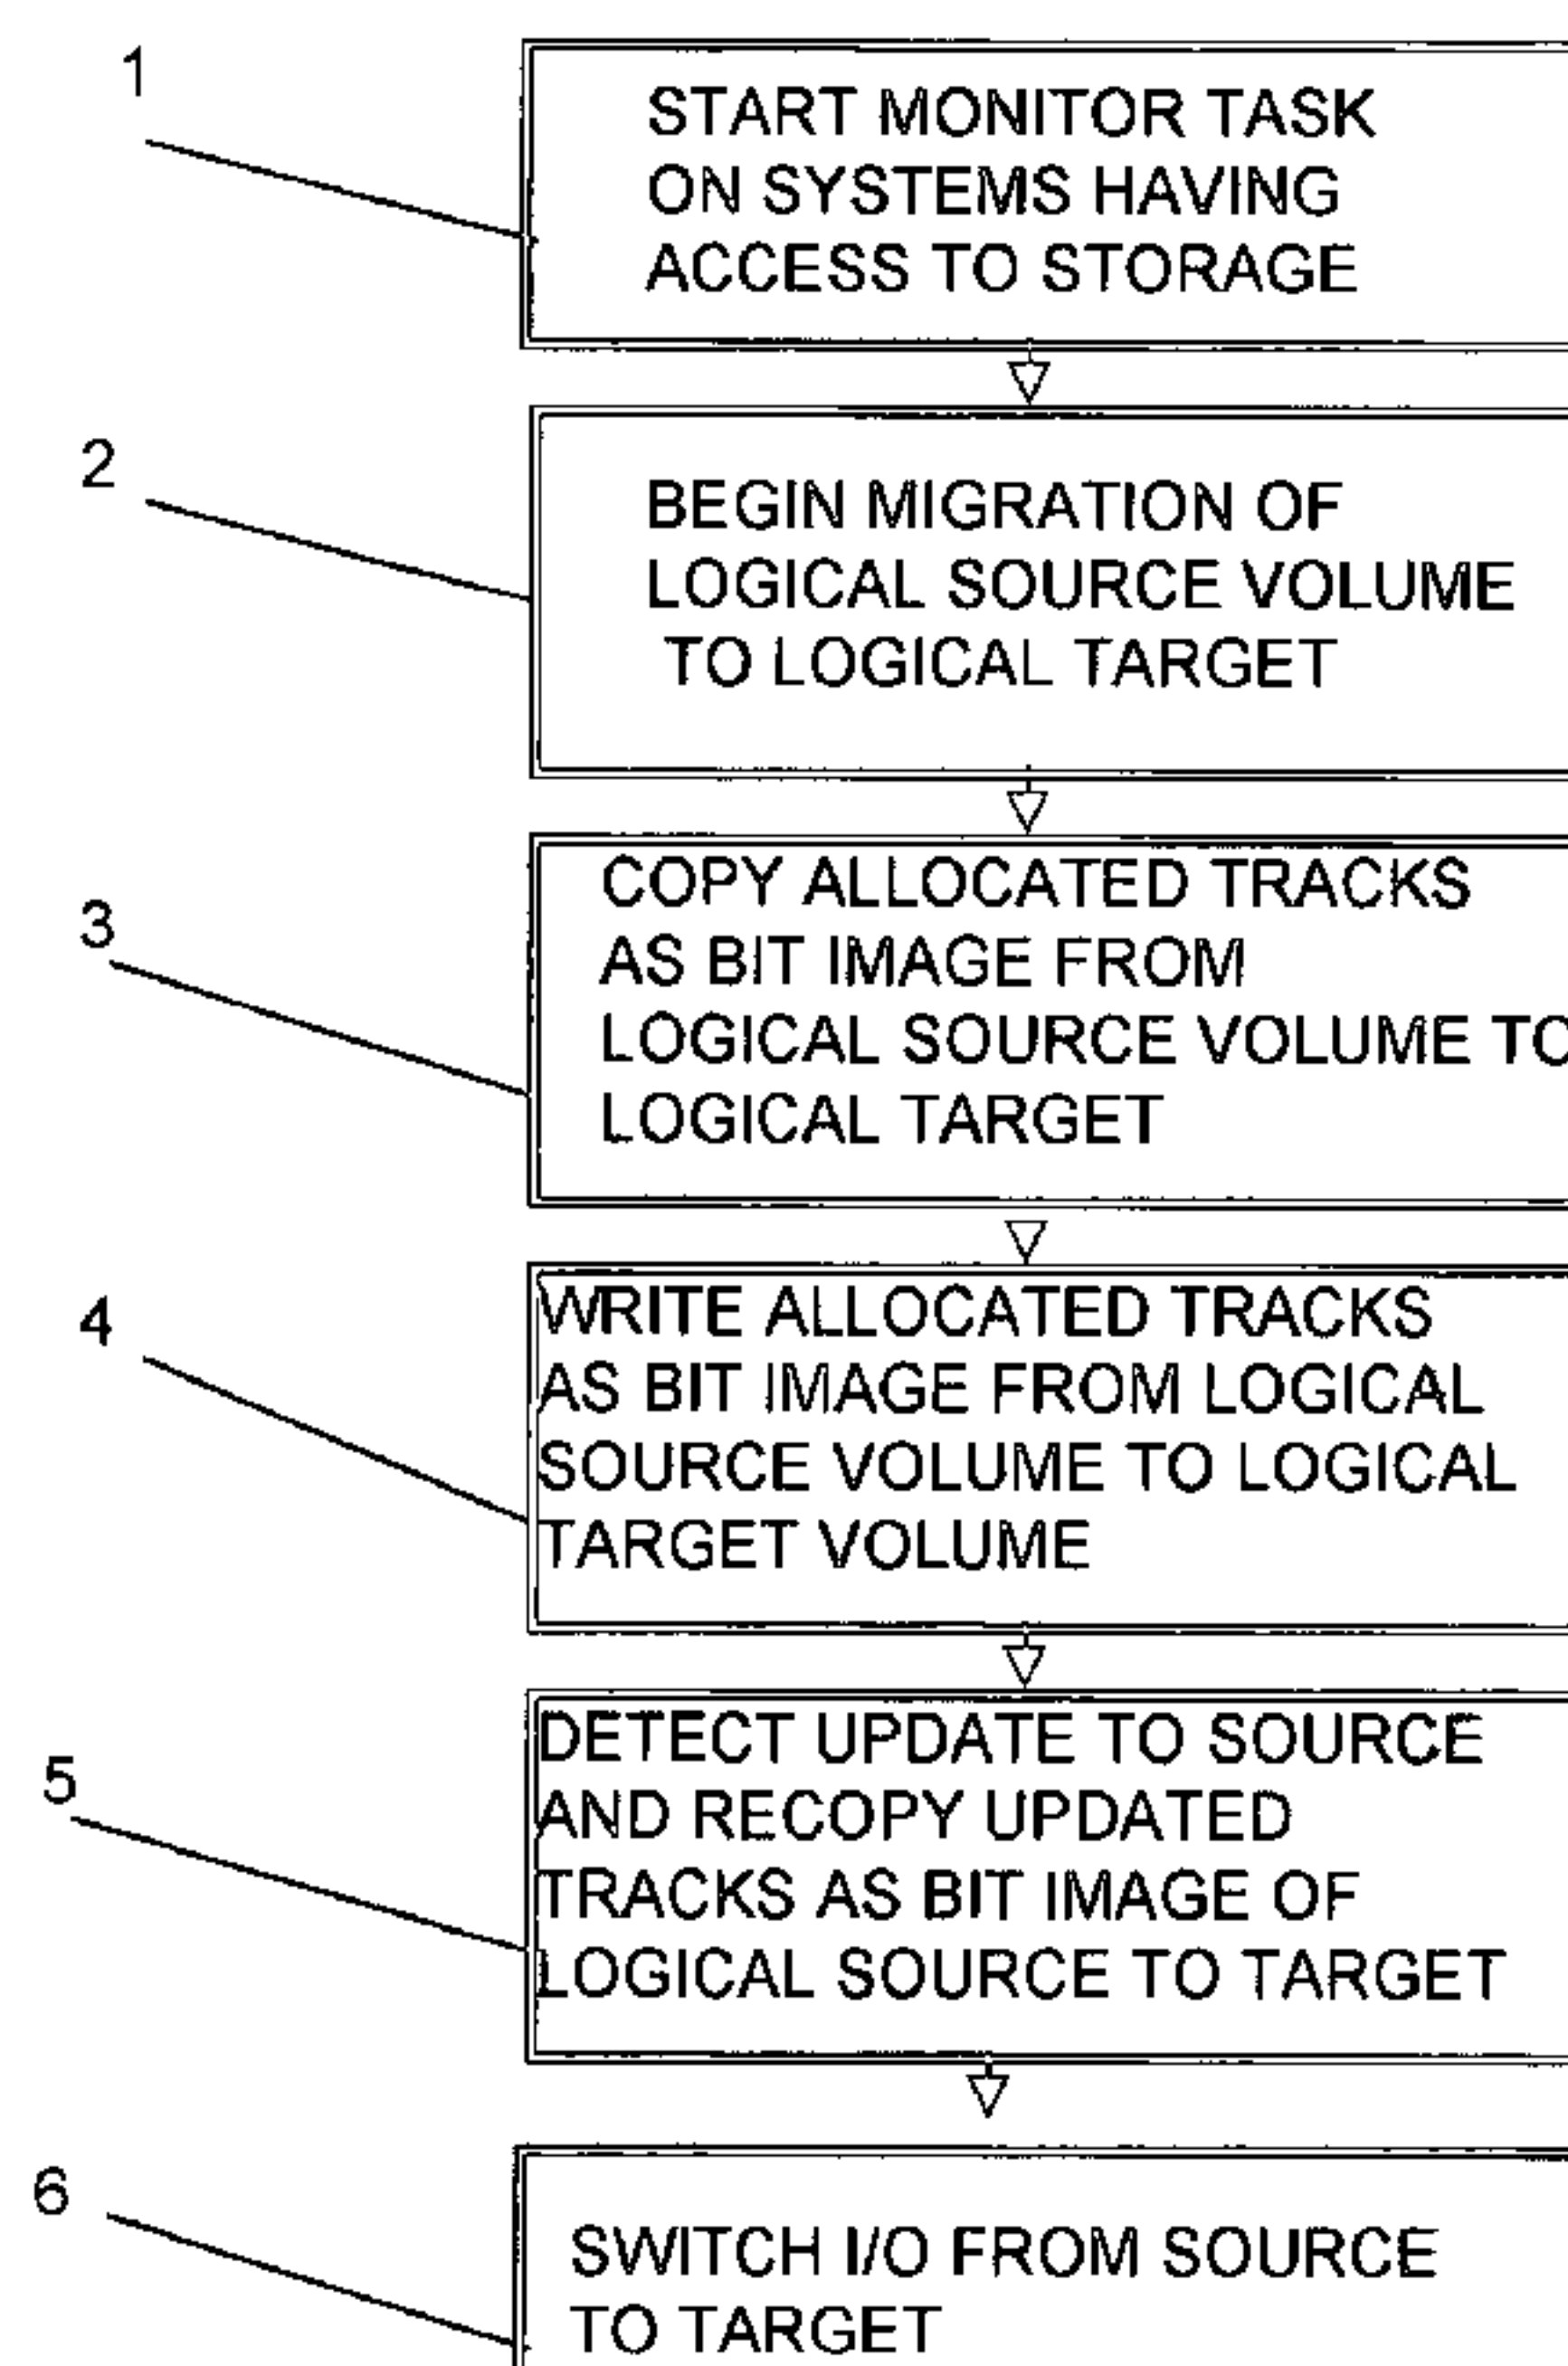 1
START MONITOR TASK
ON SYSTEMS HAVING
ACCESS TO STORAGE
2
BEGIN MIGRATION OF
LOGICAL SOURCE VOLUME
TO LOGICAL TARGET
3
COPY ALLOCATED TRACKS
AS BIT IMAGE FROM
LOGICAL SOURCE VOLUME TO
LOGICAL TARGET
4
WRITE ALLOCATED TRACKS
AS BIT IMAGE FROM LOGICAL
SOURCE VOLUME TO LOGICAL
TARGET VOLUME
5
DETECT UPDATE TO SOURCE
AND RECOPY UPDATED
TRACKS AS BIT IMAGE OF
LOGICAL SOURCE TO TARGET
6
SWITCH I/O FROM SOURCE
TO TARGET